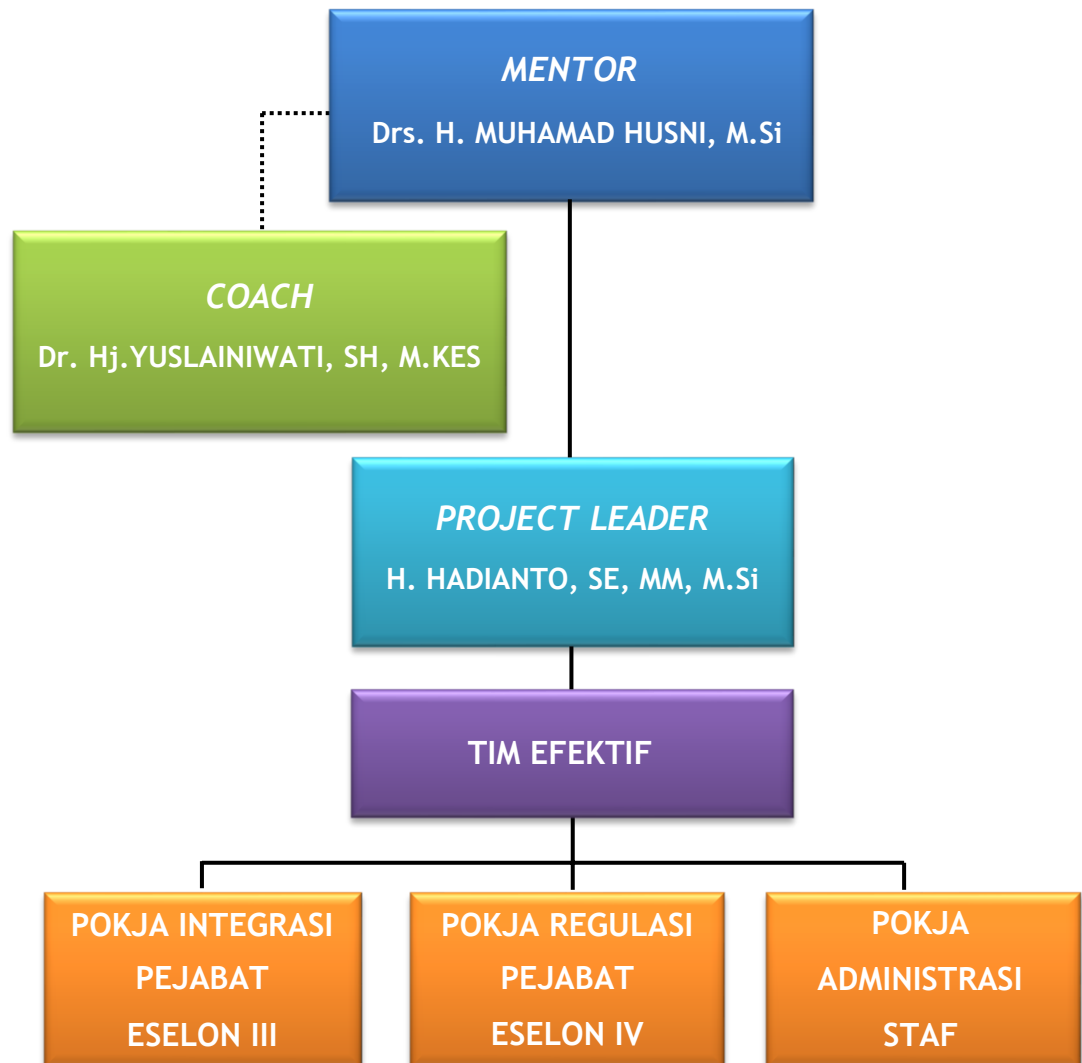 MENTOR
Drs. H. MUHAMAD HUSNI, M.Si
COACH
Dr. Hj.YUSLAINIWATI, SH, M.KES
PROJECT LEADER
H. HADIANTO, SE, MM, M.Si
TIM EFEKTIF
POKJA INTEGRASI
PEJABAT
ESELON III
POKJA REGULASI
PEJABAT
ESELON IV
POKJA
ADMINISTRASI
STAF